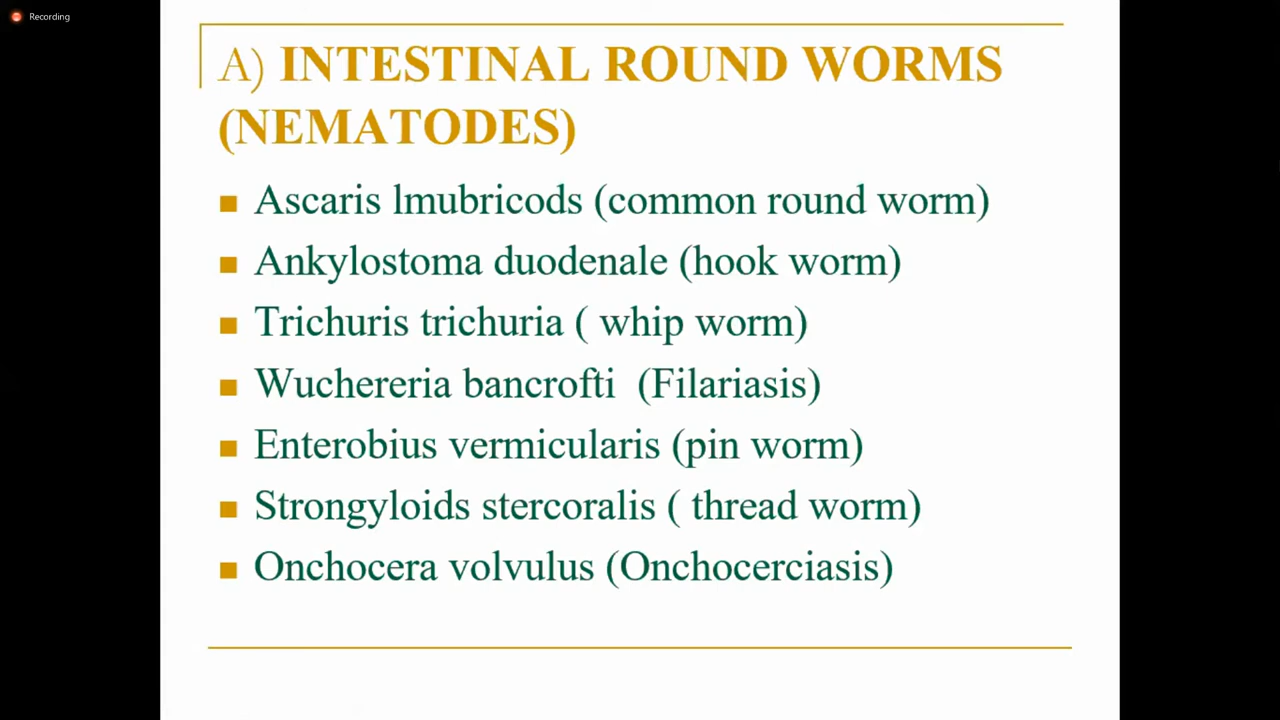 Recording
A) INTESTINAL ROUND WORMS
(NEMATODES)
Ascaris lmubricods (common round worm)
Ankylostoma duodenale (hook worm)
Trichuris trichuria ( whip worm)
Wuchereria bancrofti (Filariasis)
Enterobius vermicularis (pin worm)
Strongyloids stercoralis ( thread worm)
Onchocera volvulus (Onchocerciasis)